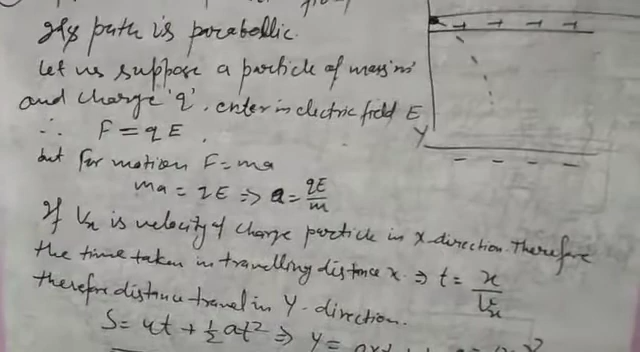 its path is parabollic.
+ + + +
let us suppose a particle of mass 'm'
and charge 'q', enter in electric field E
∴ F = qE,
Y
but for motion F = ma
- - - -
ma = qE ⇒ a = qE/m
If Vx is velocity of charge particle in X-direction. Therefore
the time taken in travelling distance x ⇒ t = x/Vx
therefore distance travel in Y-direction.
S = ut + 1/2 at² ⇒ y =